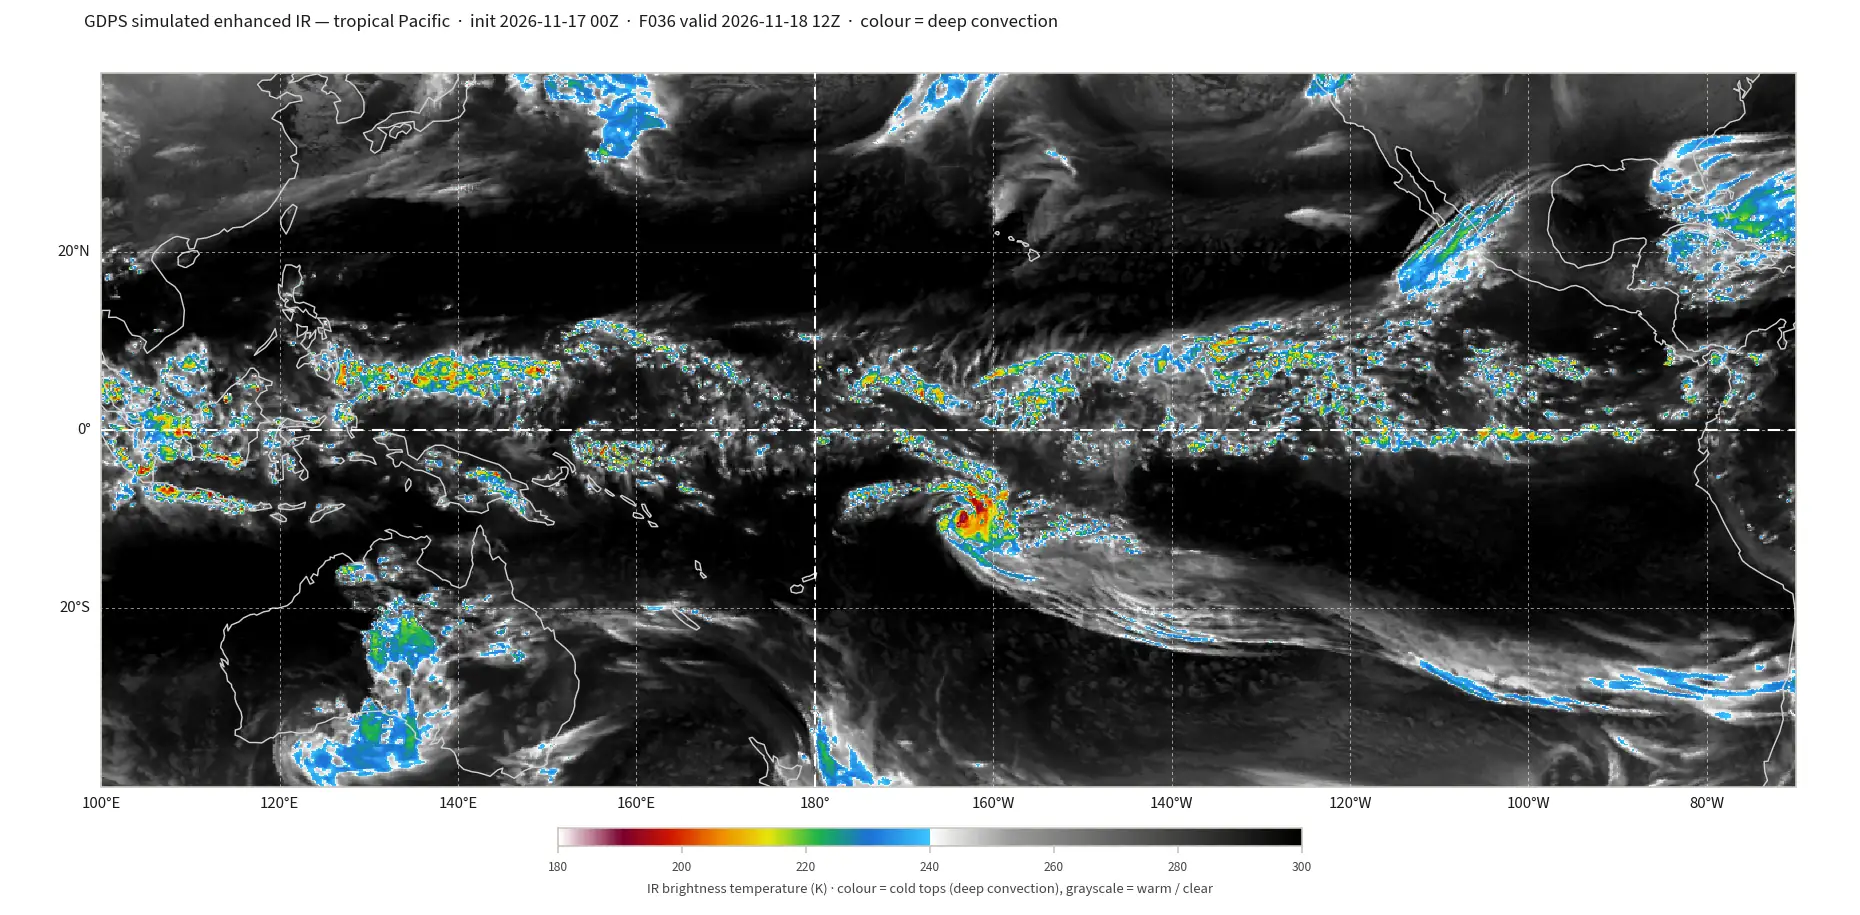 GDPS simulated enhanced IR — tropical Pacific · init 2026-11-17 00Z · F036 valid 2026-11-18 12Z · colour = deep convection
20°N
0°
20°S
100°E 120°E 140°E 160°E 180° 160°W 140°W 120°W 100°W 80°W
180 200 220 240 260 280 300
IR brightness temperature (K) · colour = cold tops (deep convection), grayscale = warm / clear